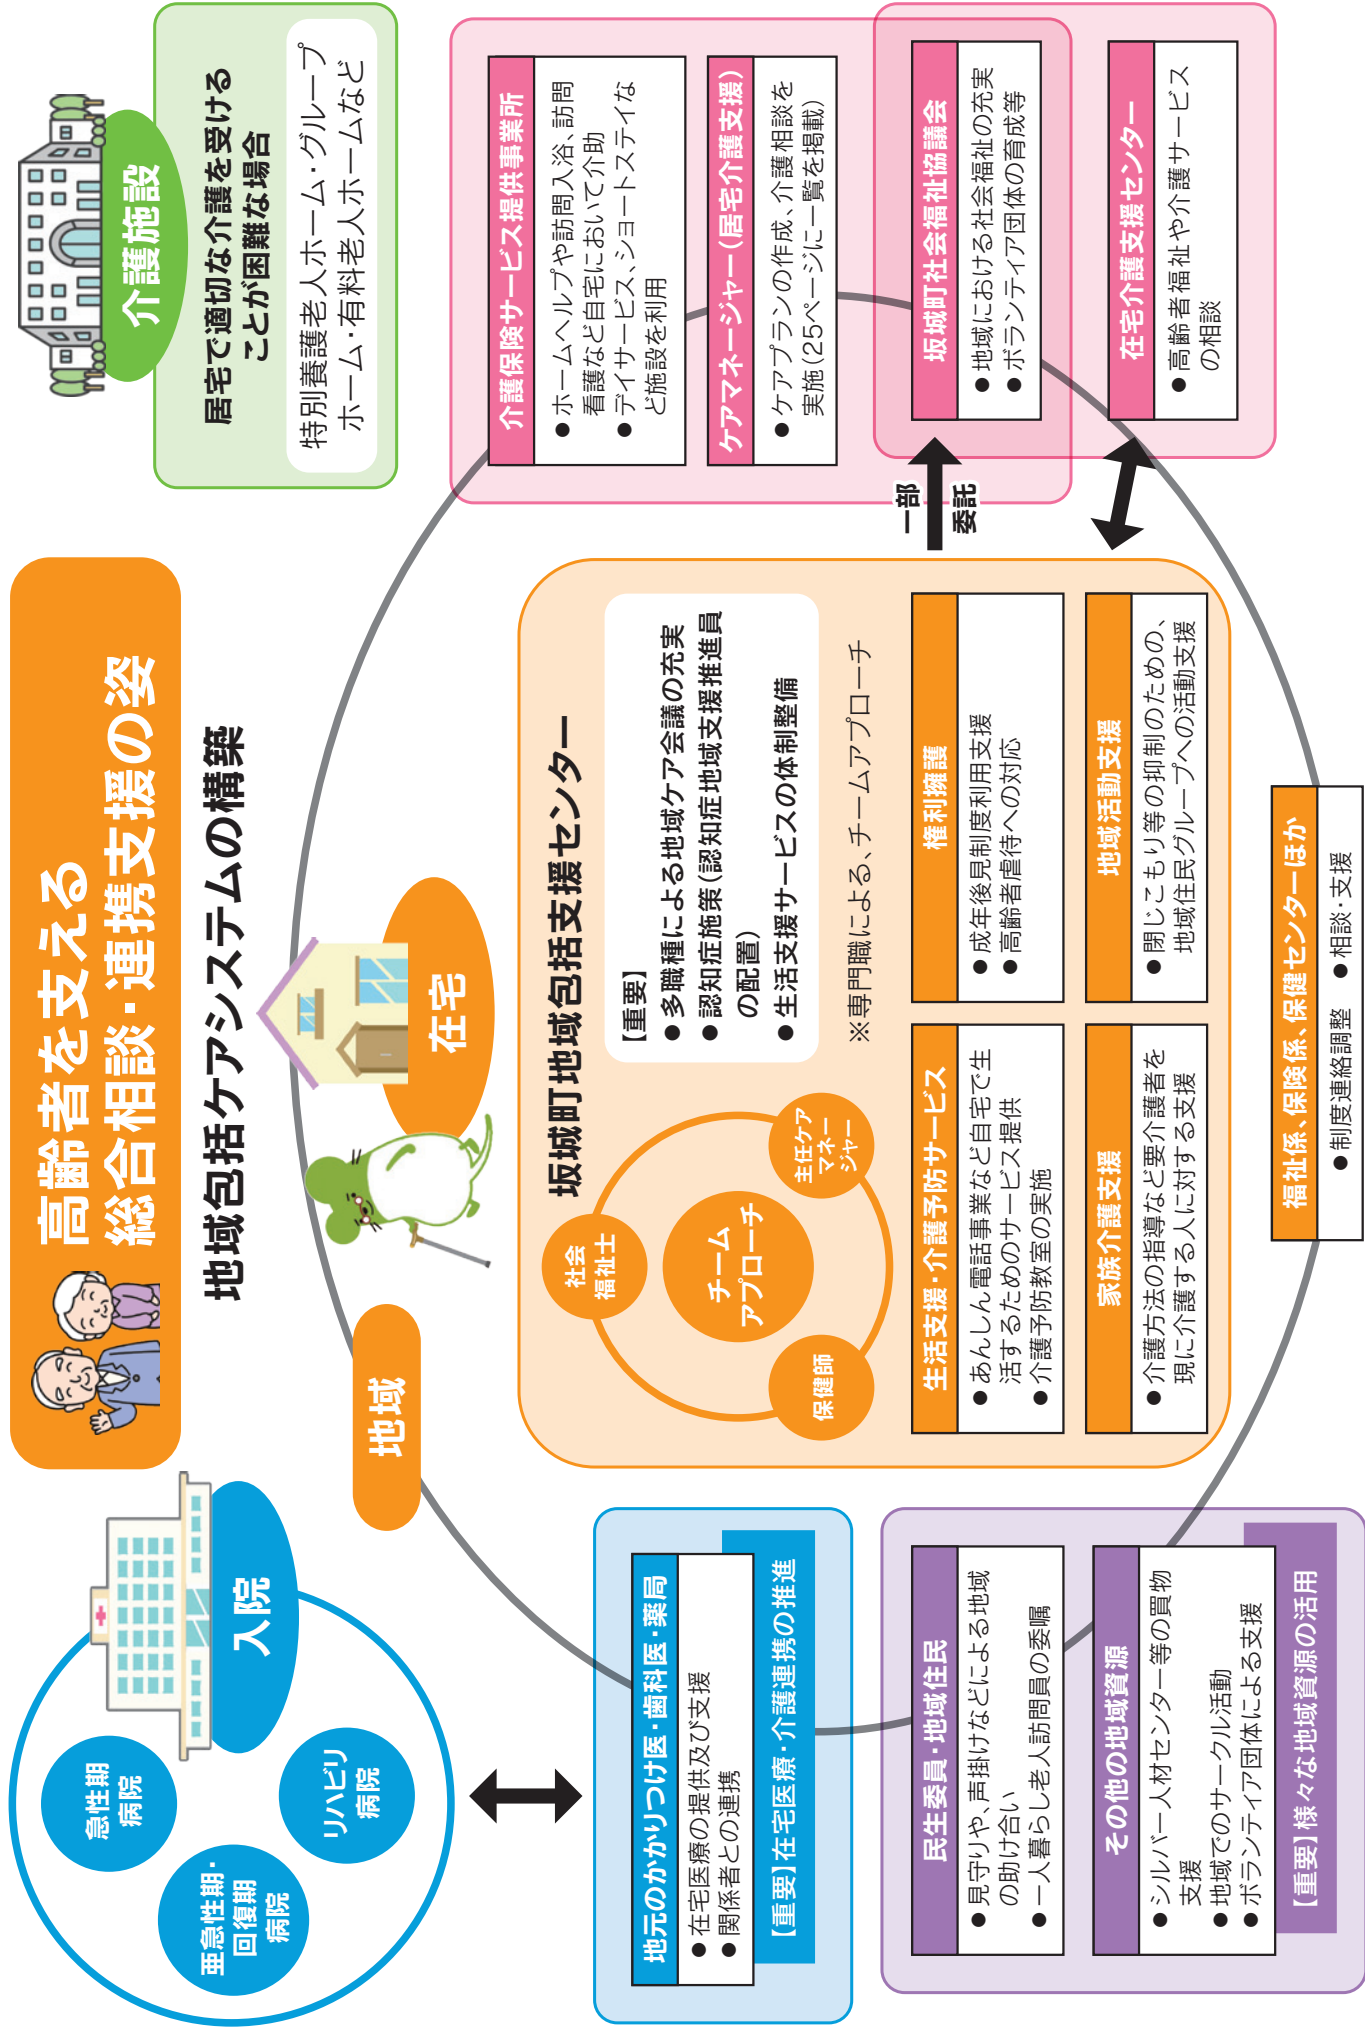 高齢者を支える
総合相談・連携支援の姿
地域包括ケアシステムの構築
入院
急性期
病院
亜急性期・
回復期
病院
リハビリ
病院
地域
在宅
介護施設
居宅で適切な介護を受ける
ことが困難な場合
特別養護老人ホーム・グループ
ホーム・有料老人ホームなど
地元のかかりつけ医・歯科医・薬局
●在宅医療の提供及び支援
●関係者との連携
【重要】在宅医療・介護連携の推進
民生委員・地域住民
●見守りや、声掛けなどによる地域
の助け合い
●一人暮らし老人訪問員の委嘱
その他の地域資源
●シルバー人材センター等の買物
支援
●地域でのサークル活動
●ボランティア団体による支援
【重要】様々な地域資源の活用
坂城町地域包括支援センター
社会
福祉士
チーム
アプローチ
保健師
主任ケア
マネー
ジャー
【重要】
●多職種による地域ケア会議の充実
●認知症施策(認知症地域支援推進員
の配置)
●生活支援サービスの体制整備
※専門職による、チームアプローチ
生活支援・介護予防サービス
●あんしん電話事業など自宅で生
活するためのサービス提供
●介護予防教室の実施
権利擁護
●成年後見制度利用支援
●高齢者虐待への対応
家族介護支援
●介護方法の指導など要介護者を
現に介護する人に対する支援
地域活動支援
●閉じこもり等の抑制のための、
地域住民グループへの活動支援
福祉係、保険係、保健センターほか
●制度連絡調整 ●相談・支援
一部
委託
介護保険サービス提供事業所
●ホームヘルプや訪問入浴、訪問
看護など自宅において介助
●デイサービス、ショートステイな
ど施設を利用
ケアマネージャー(居宅介護支援)
●ケアプランの作成、介護相談を
実施(25ページに一覧を掲載)
坂城町社会福祉協議会
●地域における社会福祉の充実
●ボランティア団体の育成等
在宅介護支援センター
●高齢者福祉や介護サービス
の相談